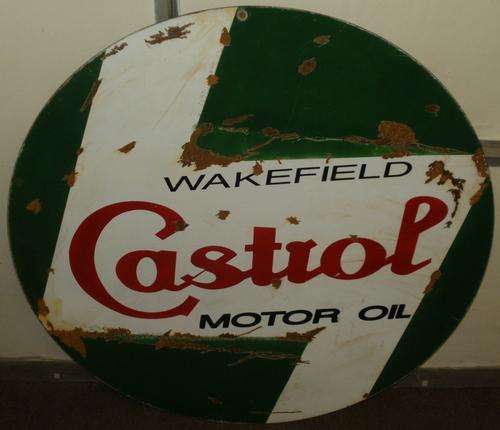 WAKEFIELD
Castrol
MOTOR OIL